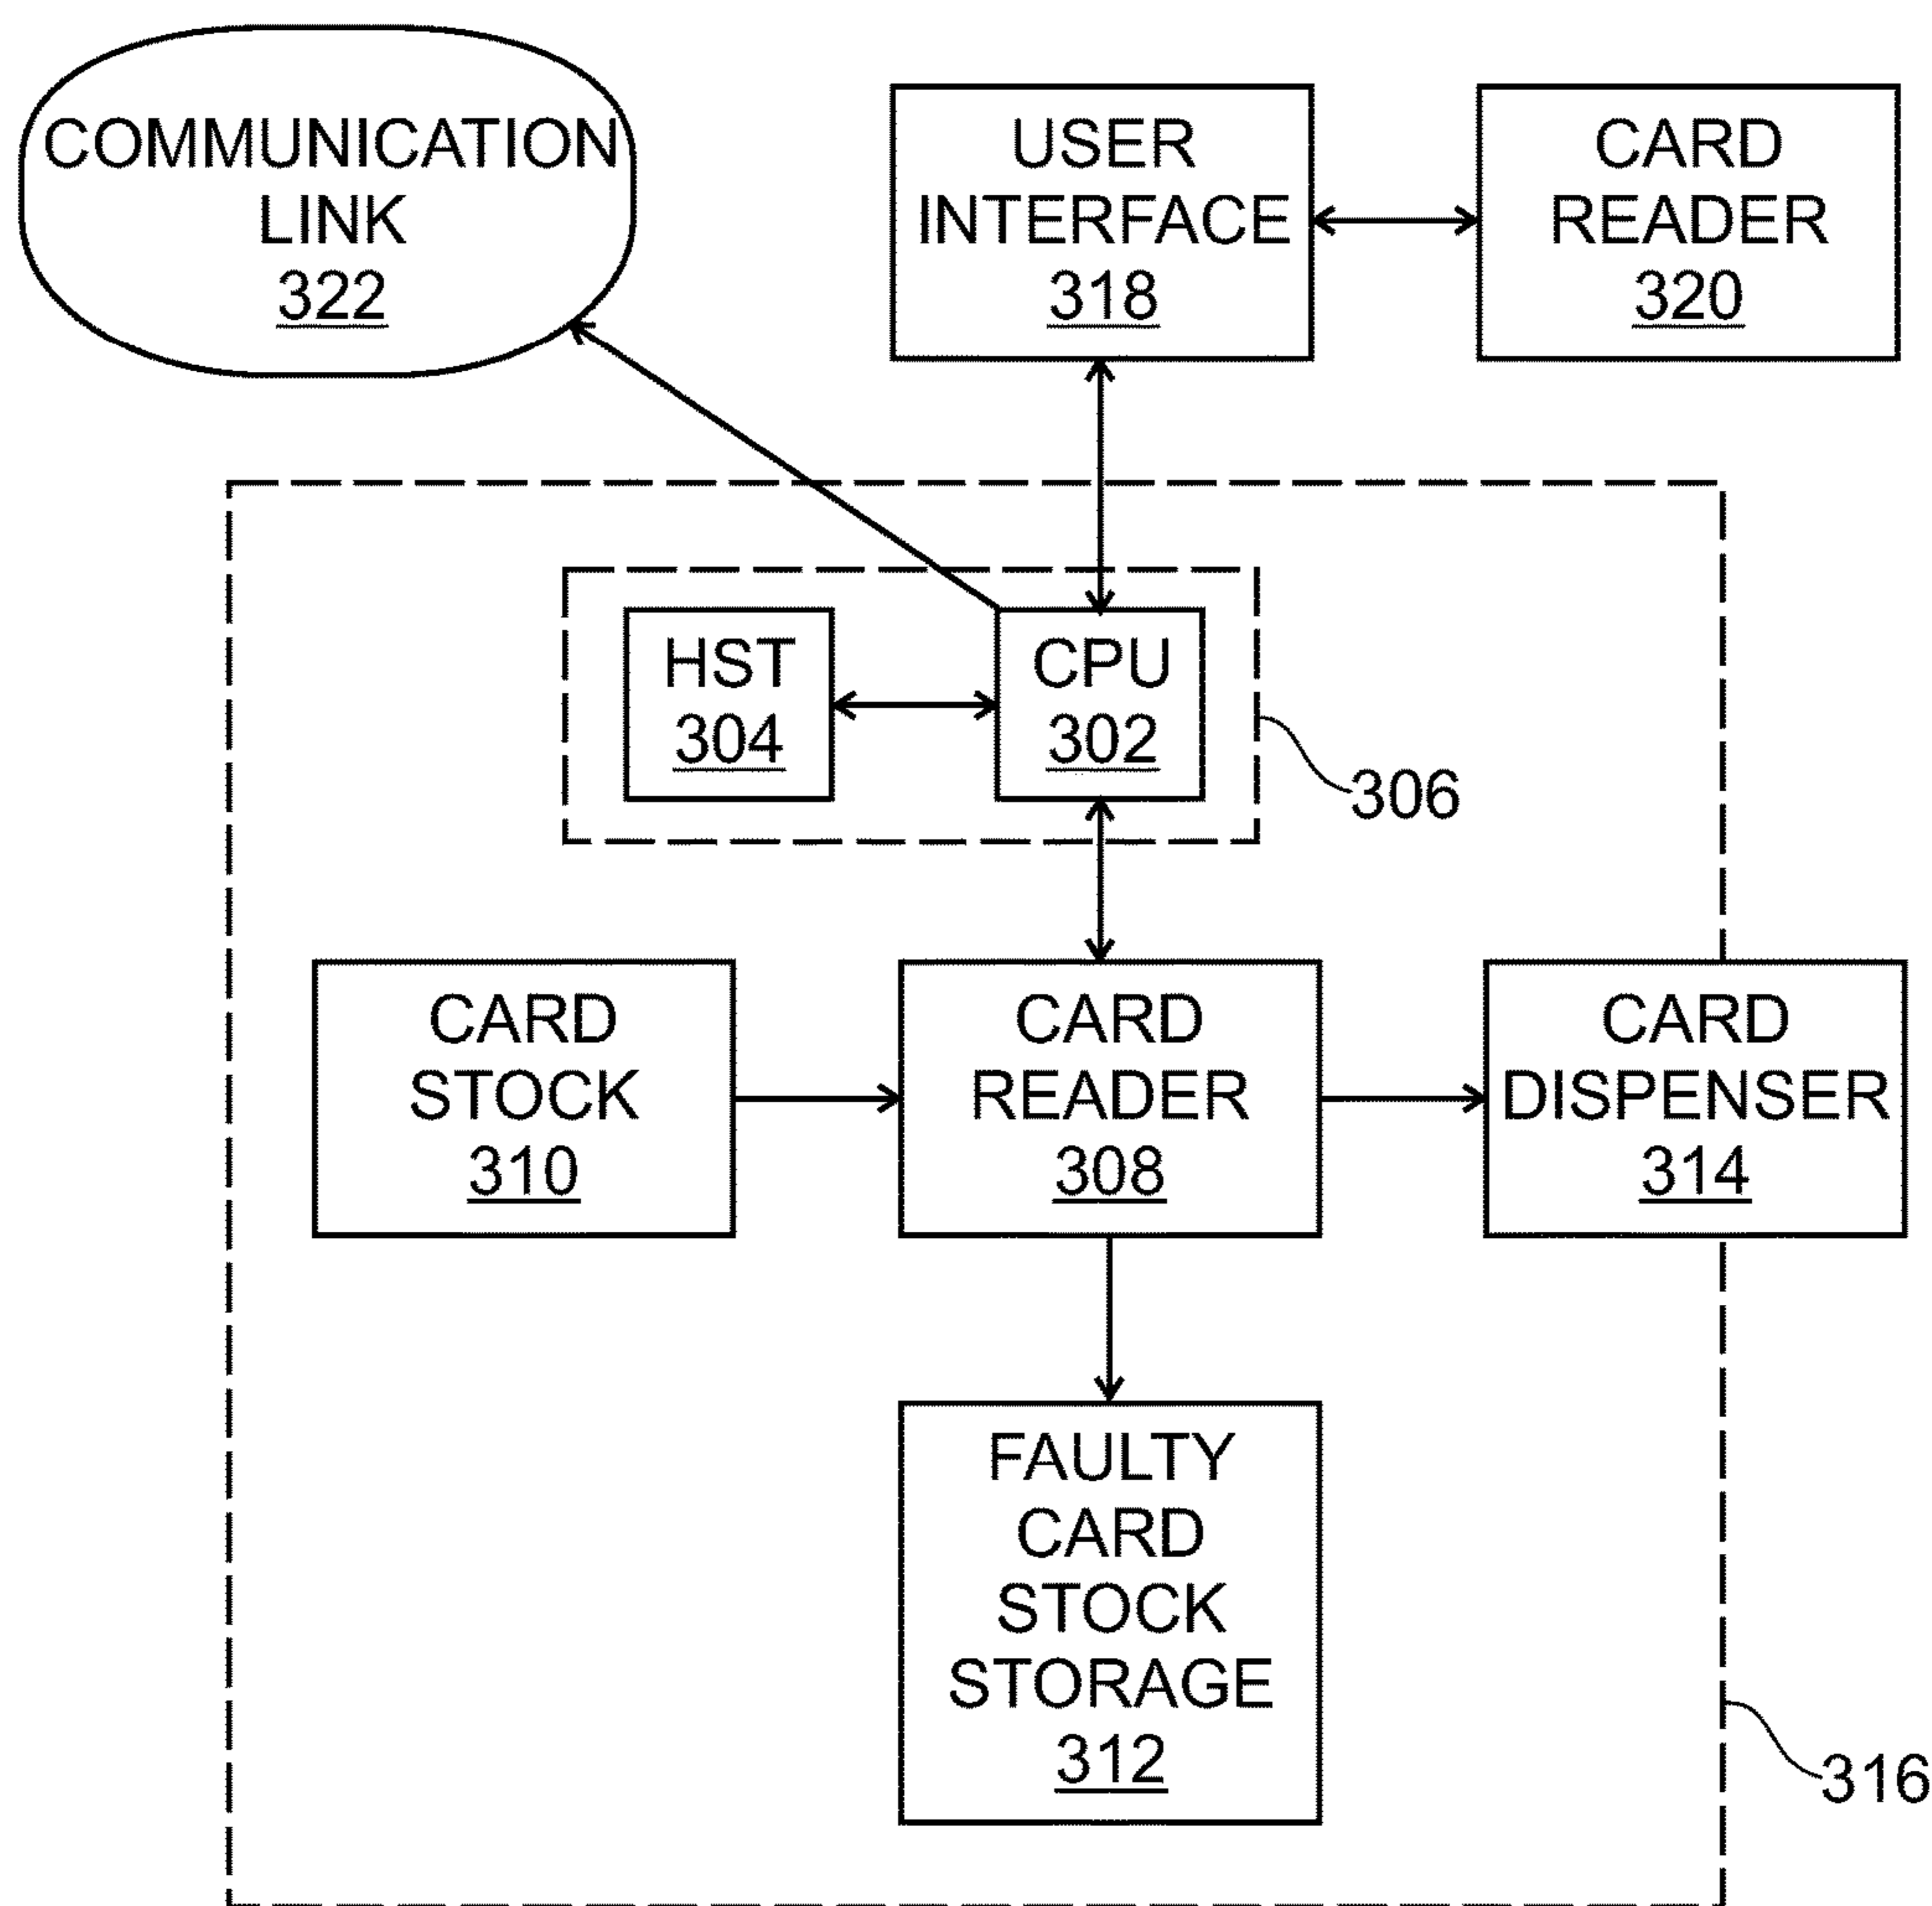 COMMUNICATION
LINK
322
USER
INTERFACE
318
CARD
READER
320
HST
304
CPU
302
306
CARD
STOCK
310
CARD
READER
308
CARD
DISPENSER
314
FAULTY
CARD
STOCK
STORAGE
312
316